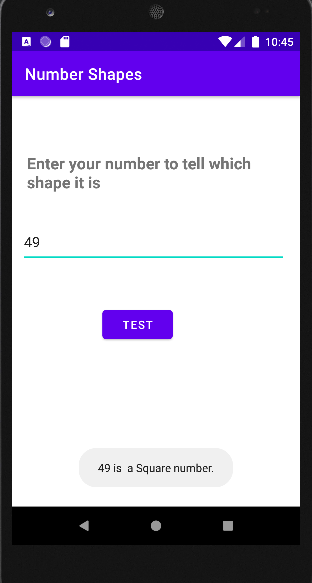 10:45
Number Shapes
Enter your number to tell which
shape it is
49
TEST
49 is  a Square number.